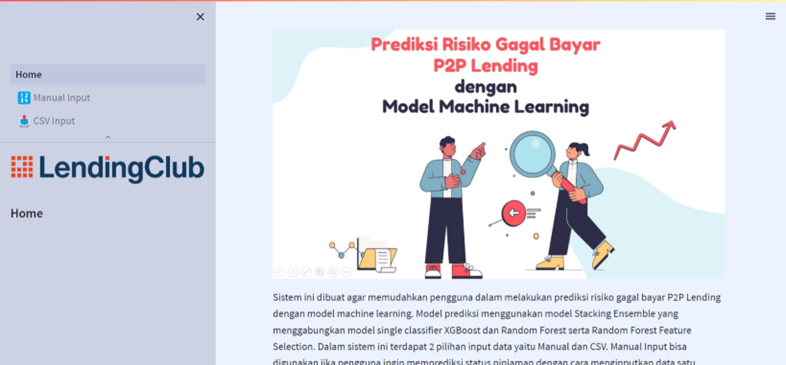 Home
Manual Input
CSV Input
LendingClub
Home
Prediksi Risiko Gagal Bayar
P2P Lending
dengan
Model Machine Learning
Sistem ini dibuat agar memudahkan pengguna dalam melakukan prediksi risiko gagal bayar P2P Lending
dengan model machine learning. Model prediksi menggunakan model Stacking Ensemble yang
menggabungkan model single classifier XGBoost dan Random Forest serta Random Forest Feature
Selection. Dalam sistem ini terdapat 2 pilihan input data yaitu Manual dan CSV. Manual Input bisa
digunakan jika pengguna ingin memprediksi status pinjaman dengan cara menginputkan data satu